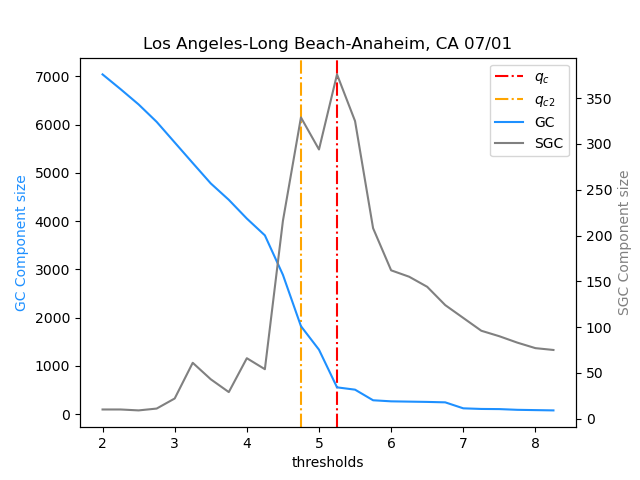 Los Angeles-Long Beach-Anaheim, CA 07/01
GC Component size
7000
6000
5000
4000
3000
2000
1000
0
2
3
4
5
6
7
8
thresholds
350
300
250
200
150
100
50
0
SGC Component size
q_c
q_c2
GC
SGC